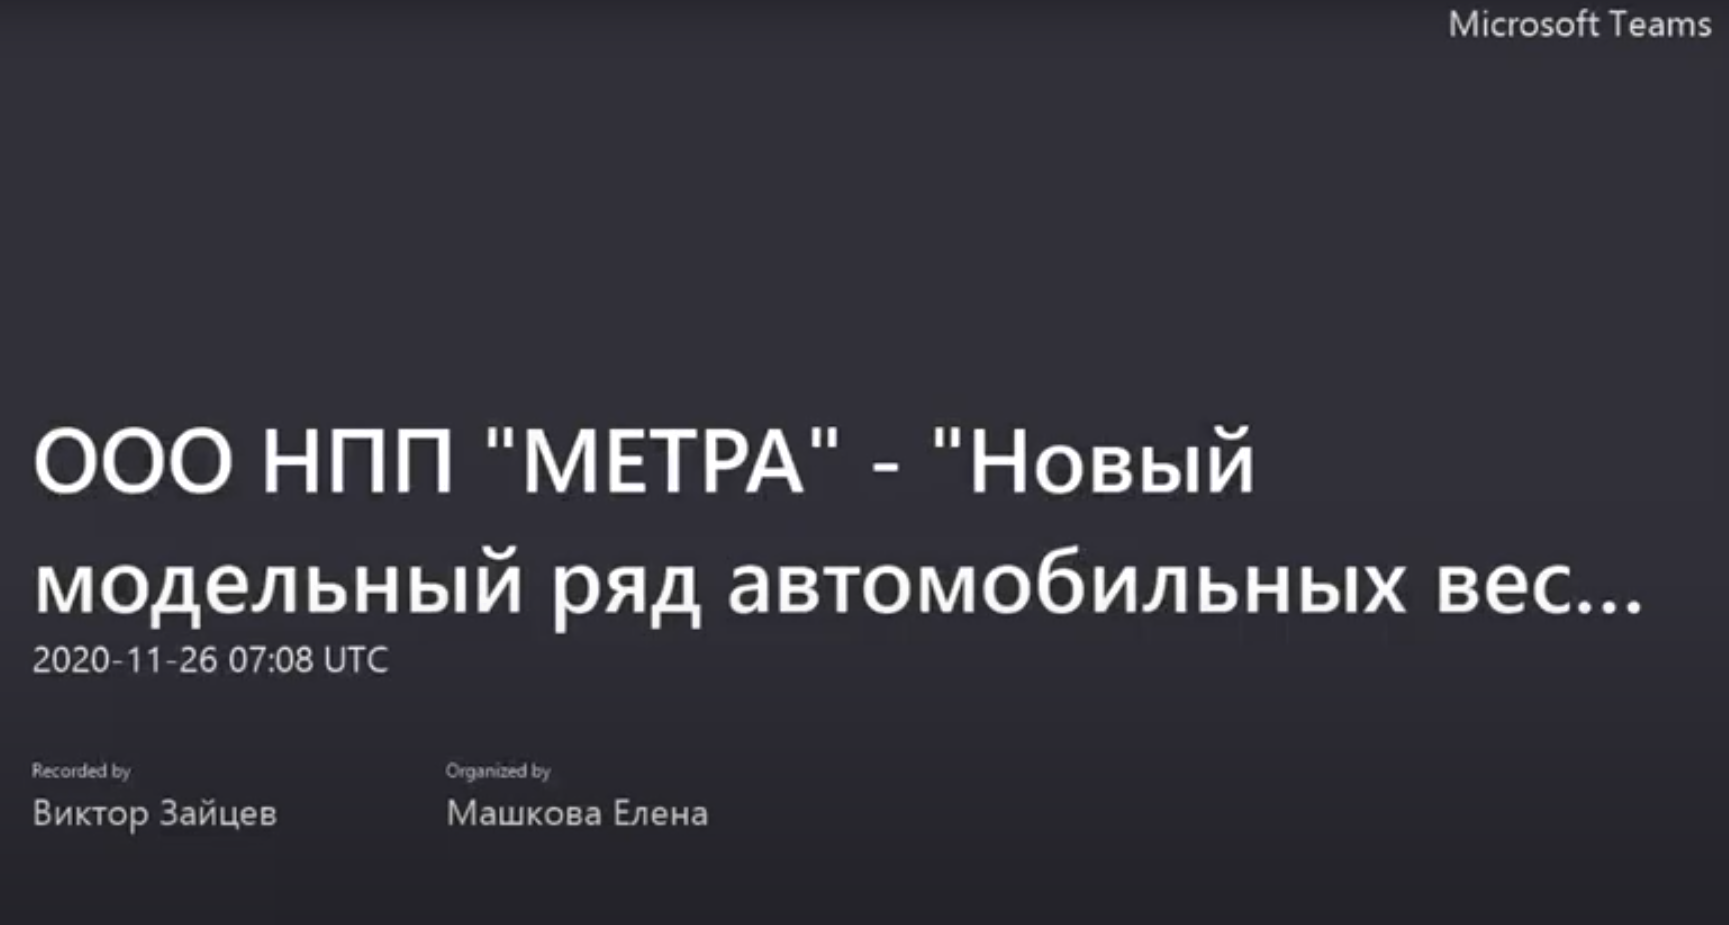 Microsoft Teams
ООО НПП "МЕТРА" - "Новый
модельный ряд автомобильных вес...
2020-11-26 07:08 UTC
Recorded by
Organized by
Виктор Зайцев
Машкова Елена